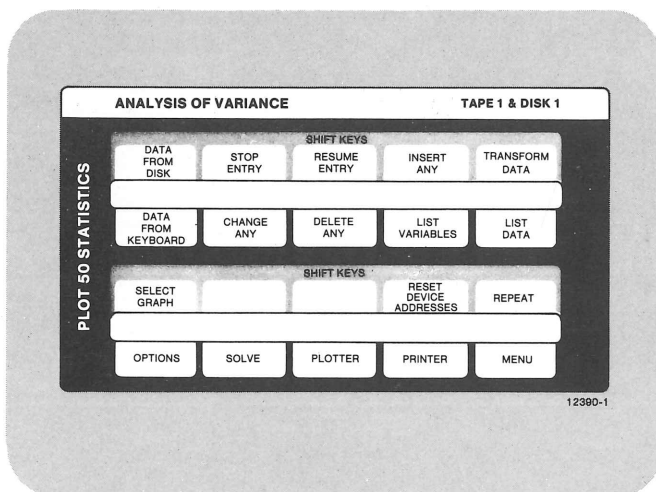 ANALYSIS OF VARIANCE TAPE 1 & DISK 1
PLOT 50 STATISTICS
SHIFT KEYS
DATA
FROM
DISK
STOP
ENTRY
RESUME
ENTRY
INSERT
ANY
TRANSFORM
DATA
DATA
FROM
KEYBOARD
CHANGE
ANY
DELETE
ANY
LIST
VARIABLES
LIST
DATA
SHIFT KEYS
SELECT
GRAPH
RESET
DEVICE
ADDRESSES
REPEAT
OPTIONS
SOLVE
PLOTTER
PRINTER
MENU
12390-1